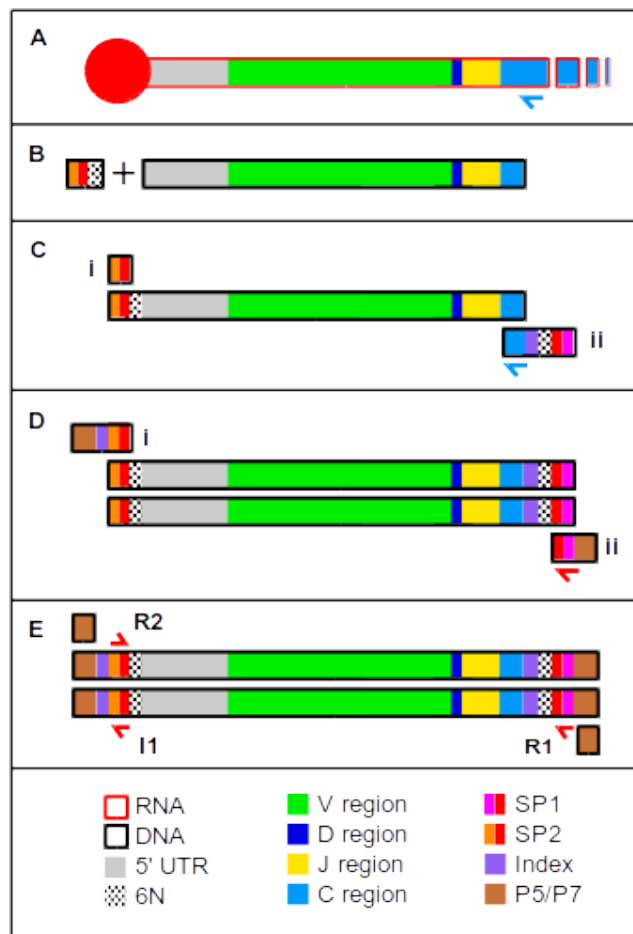 A
B
+
C
i
ii
D
i
ii
E
R2
I1
R1
RNA
DNA
5' UTR
6N
V region
D region
J region
C region
SP1
SP2
Index
P5/P7